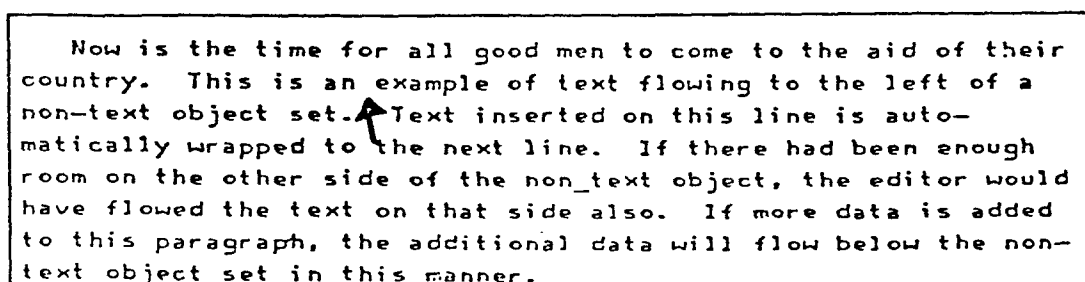 Now is the time for all good men to come to the aid of their
country. This is an example of text flowing to the left of a
non-text object set. Text inserted on this line is auto-
matically wrapped to the next line. If there had been enough
room on the other side of the non_text object, the editor would
have flowed the text on that side also. If more data is added
to this paragraph, the additional data will flow below the non-
text object set in this manner.